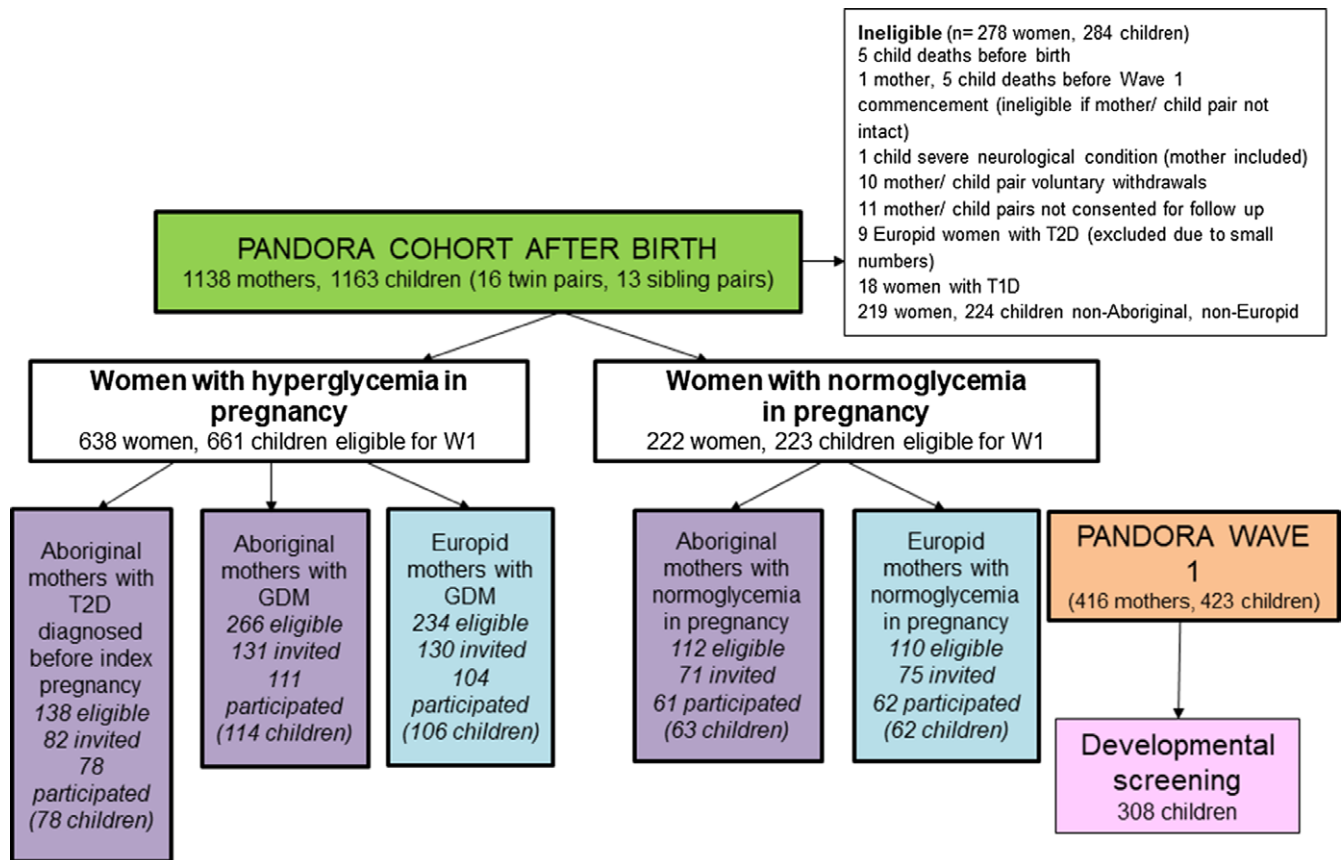 Ineligible (n= 278 women, 284 children)
5 child deaths before birth
1 mother, 5 child deaths before Wave 1
commencement (ineligible if mother/ child pair not
intact)
1 child severe neurological condition (mother included)
10 mother/ child pair voluntary withdrawals
11 mother/ child pairs not consented for follow up
9 Europid women with T2D (excluded due to small
numbers)
18 women with T1D
219 women, 224 children non-Aboriginal, non-Europid
PANDORA COHORT AFTER BIRTH
1138 mothers, 1163 children (16 twin pairs, 13 sibling pairs)
Women with hyperglycemia in
pregnancy
638 women, 661 children eligible for W1
Women with normoglycemia
in pregnancy
222 women, 223 children eligible for W1
Aboriginal
mothers with
T2D
diagnosed
before index
pregnancy
138 eligible
82 invited
78
participated
(78 children)
Aboriginal
mothers with
GDM
266 eligible
131 invited
111
participated
(114 children)
Europid
mothers with
GDM
234 eligible
130 invited
104
participated
(106 children)
Aboriginal
mothers with
normoglycemia
in pregnancy
112 eligible
71 invited
61 participated
(63 children)
Europid
mothers with
normoglycemia
in pregnancy
110 eligible
75 invited
62 participated
(62 children)
PANDORA WAVE
1
(416 mothers, 423 children)
Developmental
screening
308 children